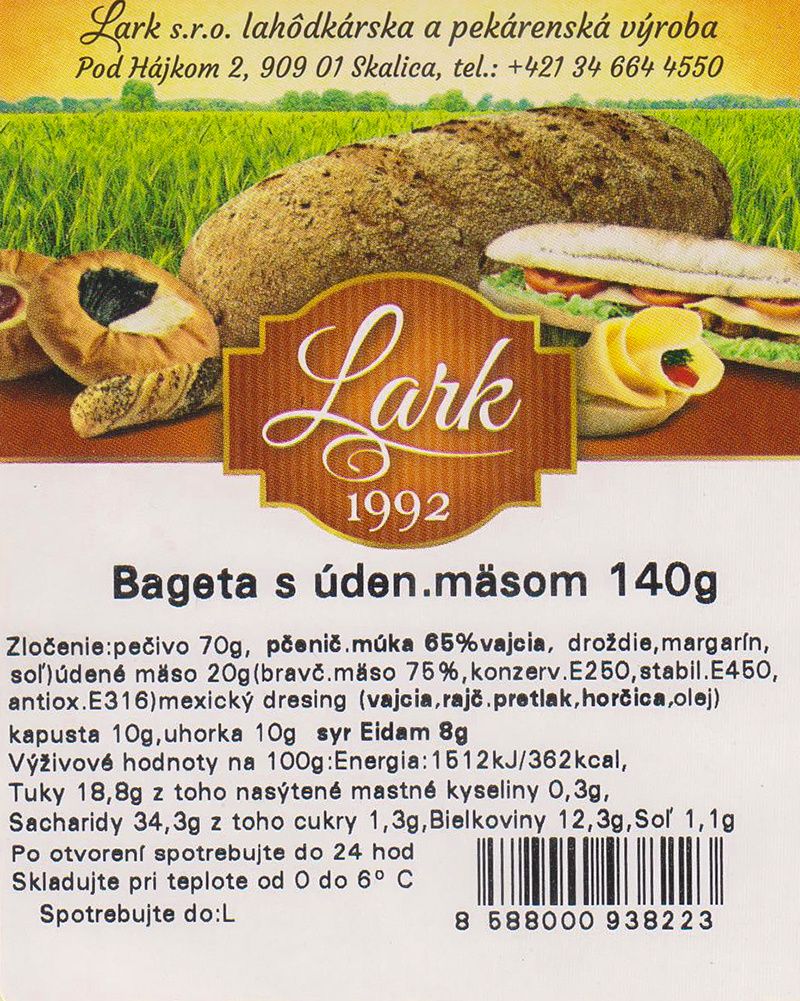 Lark s.r.o. lahôdkárska a pekárenská výroba
Pod Hájkom 2, 909 01 Skalica, tel.: +421 34 664 4550
Lark
1992
Bageta s úden.mäsom 140g
Zločenie:pečivo 70g, pčenič.múka 65%vajcia, droždie,margarín,
soľ)údené mäso 20g(bravč.mäso 75%,konzerv.E250,stabil.E450,
antiox.E316)mexický dresing (vajcia,rajč.pretlak,horčica,olej)
kapusta 10g,uhorka 10g syr Eidam 8g
Výživové hodnoty na 100g:Energia:1512kJ/362kcal,
Tuky 18,8g z toho nasýtené mastné kyseliny 0,3g,
Sacharidy 34,3g z toho cukry 1,3g,Bielkoviny 12,3g,Soľ 1,1g
Po otvorení spotrebujte do 24 hod
Skladujte pri teplote od 0 do 6º C
Spotrebujte do:L
8 588000 938223